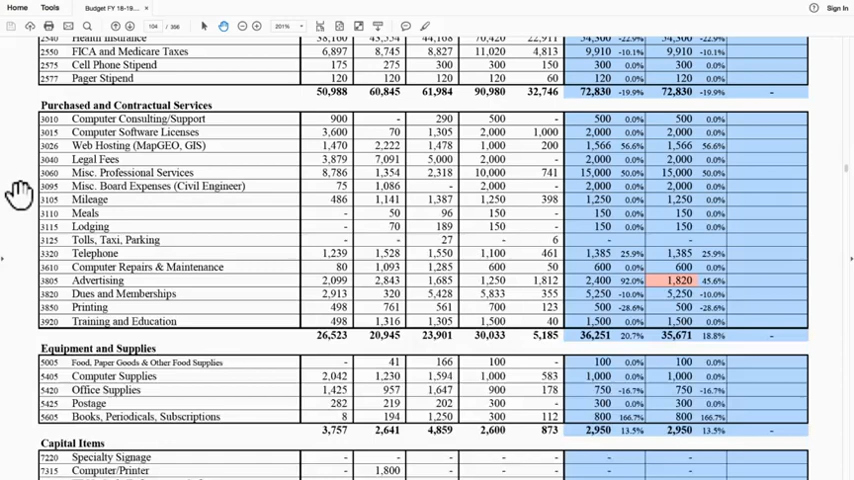 Home Tools Budget FY 18-19... × Sign In
104 / 356 201%
2540 Health Insurance 38,160 43,554 44,168 70,420 22,911 54,300 -22.9% 54,300 -22.9%
2550 FICA and Medicare Taxes 6,897 8,745 8,827 11,020 4,813 9,910 -10.1% 9,910 -10.1%
2575 Cell Phone Stipend 175 275 300 300 150 300 0.0% 300 0.0%
2577 Pager Stipend 120 120 120 120 60 120 0.0% 120 0.0%
50,988 60,845 61,984 90,980 32,746 72,830 -19.9% 72,830 -19.9% -
Purchased and Contractual Services
3010 Computer Consulting/Support 900 - 290 500 - 500 0.0% 500 0.0%
3015 Computer Software Licenses 3,600 70 1,305 2,000 1,000 2,000 0.0% 2,000 0.0%
3026 Web Hosting (MapGEO, GIS) 1,470 2,222 1,478 1,000 200 1,566 56.6% 1,566 56.6%
3040 Legal Fees 3,879 7,091 5,000 2,000 - 2,000 0.0% 2,000 0.0%
3060 Misc. Professional Services 8,786 1,354 2,318 10,000 741 15,000 50.0% 15,000 50.0%
3095 Misc. Board Expenses (Civil Engineer) 75 1,086 - 2,000 - 2,000 0.0% 2,000 0.0%
3105 Mileage 486 1,141 1,387 1,250 398 1,250 0.0% 1,250 0.0%
3110 Meals - 50 96 150 - 150 0.0% 150 0.0%
3115 Lodging - 70 189 150 - 150 0.0% 150 0.0%
3125 Tolls, Taxi, Parking - - 27 - 6 - -
3320 Telephone 1,239 1,528 1,550 1,100 461 1,385 25.9% 1,385 25.9%
3610 Computer Repairs & Maintenance 80 1,093 1,285 600 50 600 0.0% 600 0.0%
3805 Advertising 2,099 2,843 1,685 1,250 1,812 2,400 92.0% 1,820 45.6%
3820 Dues and Memberships 2,913 320 5,428 5,833 355 5,250 -10.0% 5,250 -10.0%
3850 Printing 498 761 561 700 123 500 -28.6% 500 -28.6%
3920 Training and Education 498 1,316 1,305 1,500 40 1,500 0.0% 1,500 0.0%
26,523 20,945 23,901 30,033 5,185 36,251 20.7% 35,671 18.8% -
Equipment and Supplies
5005 Food, Paper Goods & Other Food Supplies - 41 166 100 - 100 0.0% 100 0.0%
5405 Computer Supplies 2,042 1,230 1,594 1,000 583 1,000 0.0% 1,000 0.0%
5420 Office Supplies 1,425 957 1,647 900 178 750 -16.7% 750 -16.7%
5425 Postage 282 219 202 300 - 300 0.0% 300 0.0%
5605 Books, Periodicals, Subscriptions 8 194 1,250 300 112 800 166.7% 800 166.7%
3,757 2,641 4,859 2,600 873 2,950 13.5% 2,950 13.5% -
Capital Items
7220 Specialty Signage - - - - - - -
7315 Computer/Printer - 1,800 - - - - -